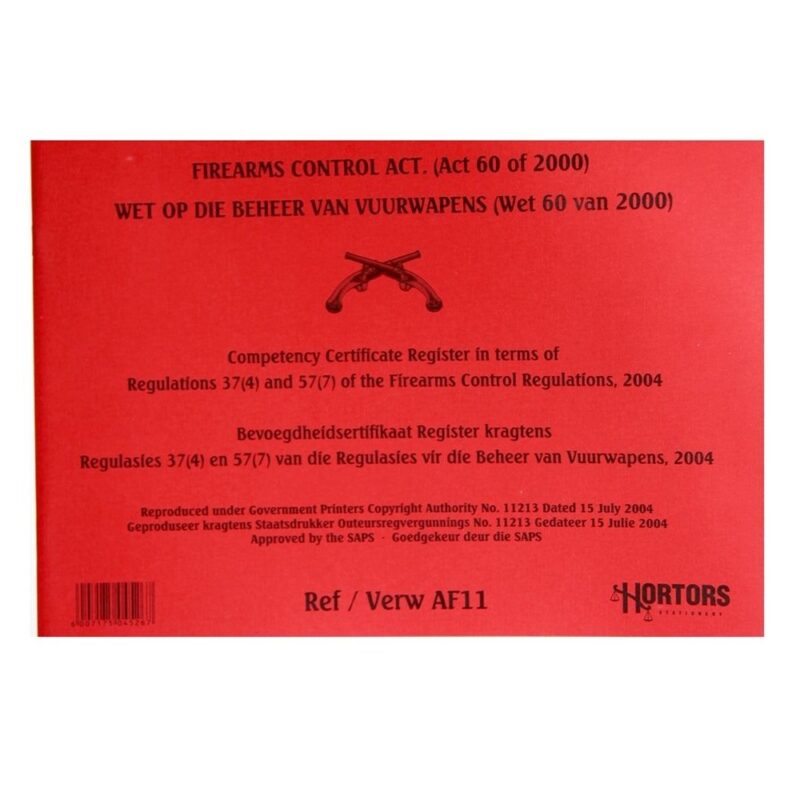 FIREARMS CONTROL ACT. (Act 60 of 2000)
WET OP DIE BEHEER VAN VUURWAPENS (Wet 60 van 2000)
Competency Certificate Register in terms of
Regulations 37(4) and 57(7) of the Firearms Control Regulations, 2004
Bevoegdheidsertifikaat Register kragtens
Regulasies 37(4) en 57(7) van die Regulasies vir die Beheer van Vuurwapens, 2004
Reproduced under Government Printers Copyright Authority No. 11213 Dated 15 July 2004
Geproduseer kragtens Staatsdrukker Outeursregvergunnings No. 11213 Gedateer 15 Julie 2004
Approved by the SAPS - Goedgekeur deur die SAPS
6 007175 045267
Ref / Verw AF11
HORTORS
STATIONERY